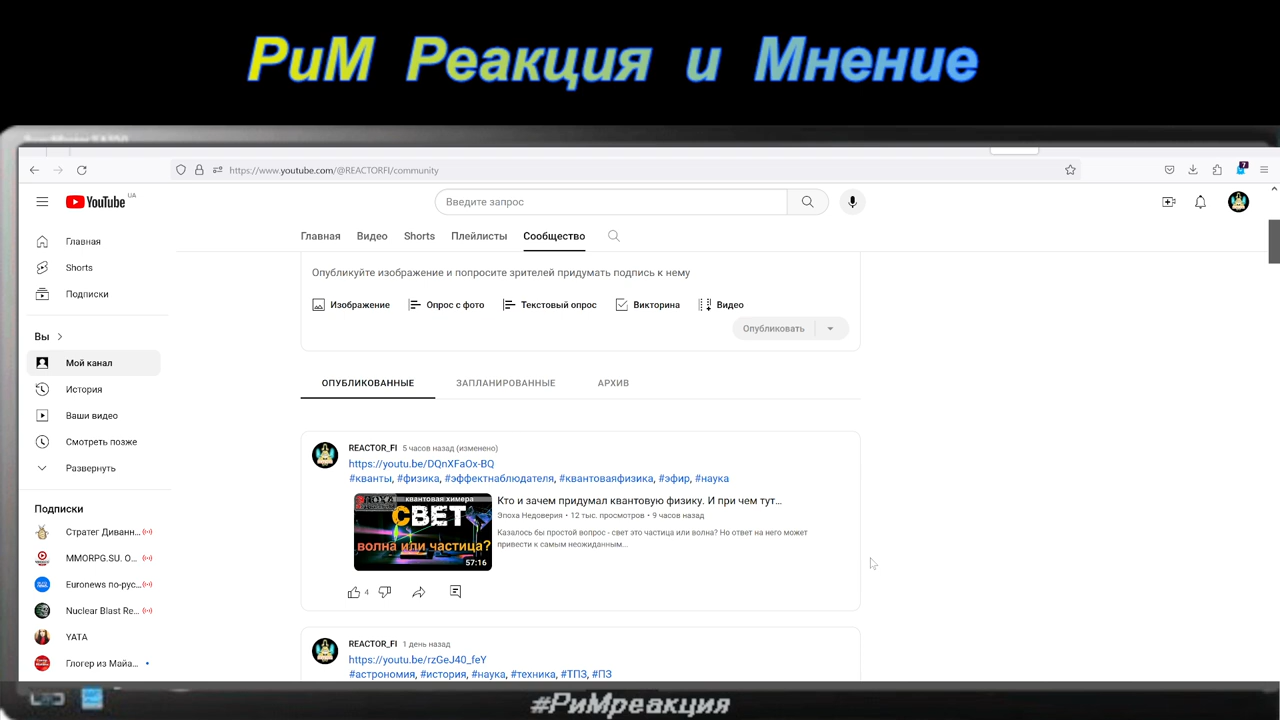 РиМ Реакция и Мнение
https://www.youtube.com/@REACTORFI/community
7
YouTube UA
Введите запрос
Главная
Видео
Shorts
Плейлисты
Сообщество
Главная
Shorts
Подписки
Вы
Мой канал
История
Ваши видео
Смотреть позже
Развернуть
Подписки
Стратег Диванн...
MMORPG.SU. О...
Euronews по-рус...
Nuclear Blast Re...
YATA
Глогер из Майа...
Опубликуйте изображение и попросите зрителей придумать подпись к нему
Изображение
Опрос с фото
Текстовый опрос
Викторина
Видео
Опубликовать
ОПУБЛИКОВАННЫЕ
ЗАПЛАНИРОВАННЫЕ
АРХИВ
REACTOR_FI 5 часов назад (изменено)
https://youtu.be/DQnXFaOx-BQ
#кванты, #физика, #эффектнаблюдателя, #квантоваяфизика, #эфир, #наука
квантовая химера
СВЕТ
волна или частица?
57:16
Кто и зачем придумал квантовую физику. И при чем тут...
Эпоха Недоверия • 12 тыс. просмотров • 9 часов назад
Казалось бы простой вопрос - свет это частица или волна? Но ответ на него может
привести к самым неожиданным...
4
REACTOR_FI 1 день назад
https://youtu.be/rzGeJ40_feY
#астрономия, #история, #наука, #техника, #ТПЗ, #ПЗ
#РиМреакция